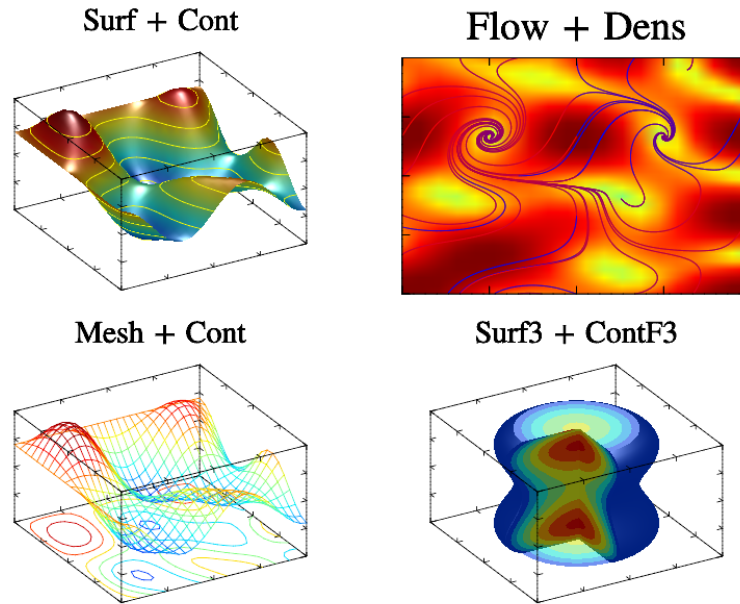 Surf + Cont
Flow + Dens
Mesh + Cont
Surf3 + ContF3